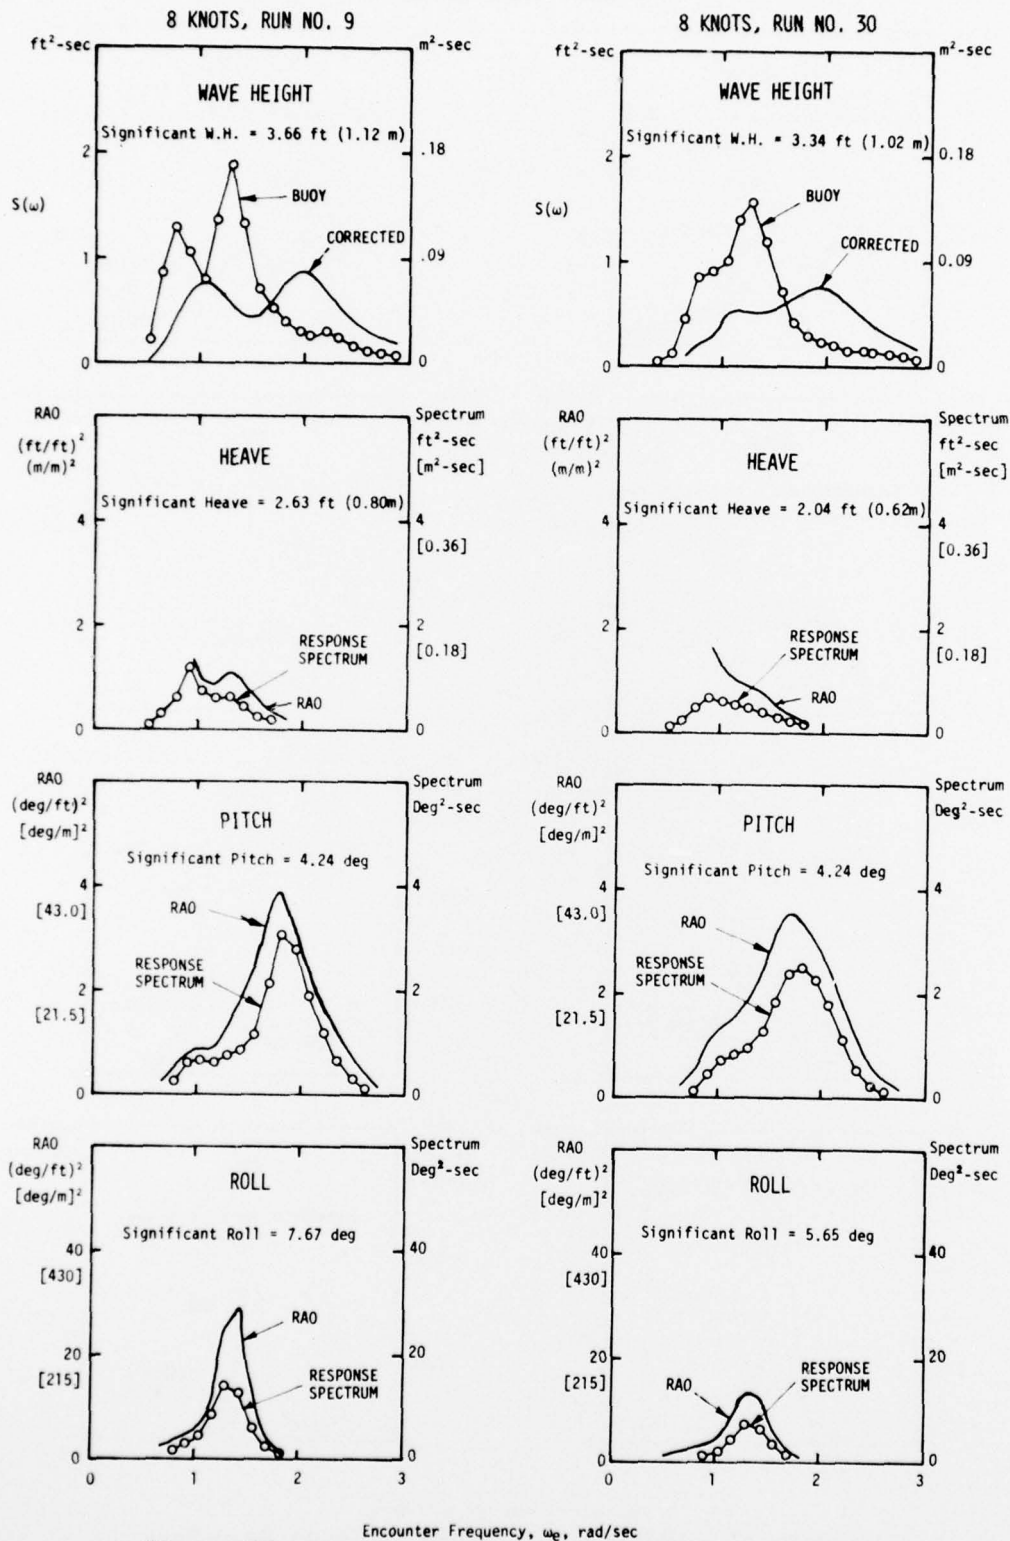 8 KNOTS, RUN NO. 9
ft²-sec
m²-sec
WAVE HEIGHT
Significant W.H. = 3.66 ft (1.12 m)
2
.18
S(ω)
BUOY
CORRECTED
1
.09
0
0
RAO
(ft/ft)²
(m/m)²
Spectrum
ft²-sec
[m²-sec]
HEAVE
Significant Heave = 2.63 ft (0.80m)
4
4
[0.36]
2
2
[0.18]
RESPONSE
SPECTRUM
RAO
0
0
RAO
(deg/ft)²
[deg/m]²
Spectrum
Deg²-sec
PITCH
Significant Pitch = 4.24 deg
4
4
[43.0]
RAO
RESPONSE
SPECTRUM
2
2
[21.5]
0
0
RAO
(deg/ft)²
[deg/m]²
Spectrum
Deg²-sec
ROLL
Significant Roll = 7.67 deg
40
40
[430]
RAO
20
20
[215]
RESPONSE
SPECTRUM
0
0
0 1 2 3
8 KNOTS, RUN NO. 30
ft²-sec
m²-sec
WAVE HEIGHT
Significant W.H. = 3.34 ft (1.02 m)
2
0.18
S(ω)
BUOY
CORRECTED
1
0.09
0
0
RAO
(ft/ft)²
(m/m)²
Spectrum
ft²-sec
[m²-sec]
HEAVE
Significant Heave = 2.04 ft (0.62m)
4
4
[0.36]
2
2
[0.18]
RESPONSE
SPECTRUM
RAO
0
0
RAO
(deg/ft)²
[deg/m]²
Spectrum
Deg²-sec
PITCH
Significant Pitch = 4.24 deg
4
4
[43.0]
RAO
RESPONSE
SPECTRUM
2
2
[21.5]
0
0
RAO
(deg/ft)²
[deg/m]²
Spectrum
Deg²-sec
ROLL
Significant Roll = 5.65 deg
40
40
[430]
20
20
[215]
RAO
RESPONSE
SPECTRUM
0
0
0 1 2 3
Encounter Frequency, ωe, rad/sec